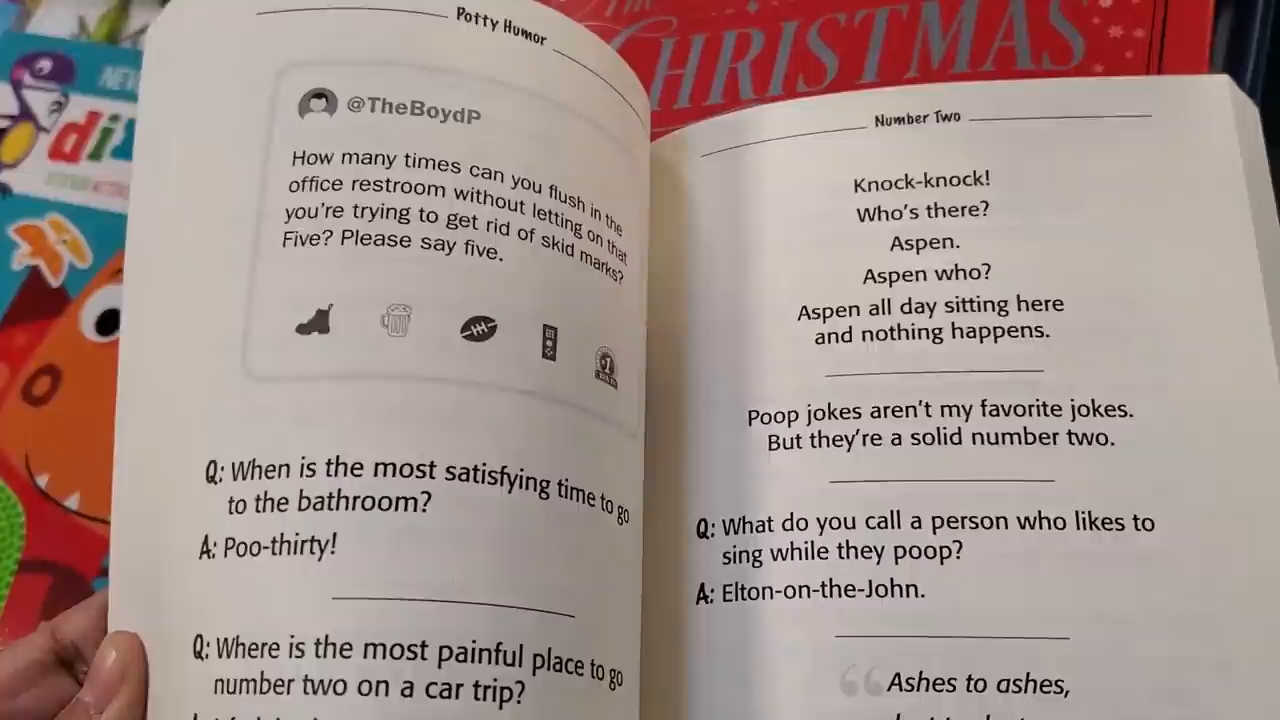 Potty Humor
@TheBoydP
How many times can you flush in the
office restroom without letting on that
you're trying to get rid of skid marks?
Five? Please say five.
#1
Q: When is the most satisfying time to go
to the bathroom?
A: Poo-thirty!
Q: Where is the most painful place to go
number two on a car trip?
CHRISTMAS
Number Two
Knock-knock!
Who's there?
Aspen.
Aspen who?
Aspen all day sitting here
and nothing happens.
Poop jokes aren't my favorite jokes.
But they're a solid number two.
Q: What do you call a person who likes to
sing while they poop?
A: Elton-on-the-John.
“Ashes to ashes,